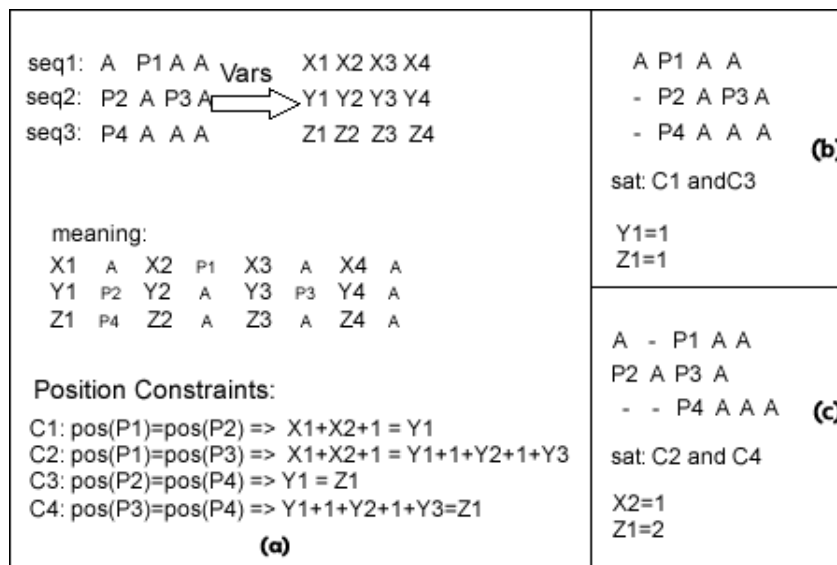 seq1: A P1 A A Vars X1 X2 X3 X4
seq2: P2 A P3 A Y1 Y2 Y3 Y4
seq3: P4 A A A Z1 Z2 Z3 Z4
meaning:
X1 A X2 P1 X3 A X4 A
Y1 P2 Y2 A Y3 P3 Y4 A
Z1 P4 Z2 A Z3 A Z4 A
Position Constraints:
C1: pos(P1)=pos(P2) => X1+X2+1 = Y1
C2: pos(P1)=pos(P3) => X1+X2+1 = Y1+1+Y2+1+Y3
C3: pos(P2)=pos(P4) => Y1 = Z1
C4: pos(P3)=pos(P4) => Y1+1+Y2+1+Y3=Z1
(a)
A P1 A A
- P2 A P3 A
- P4 A A A
(b)
sat: C1 andC3
Y1=1
Z1=1
A - P1 A A
P2 A P3 A
- - P4 A A A
(c)
sat: C2 and C4
X2=1
Z1=2